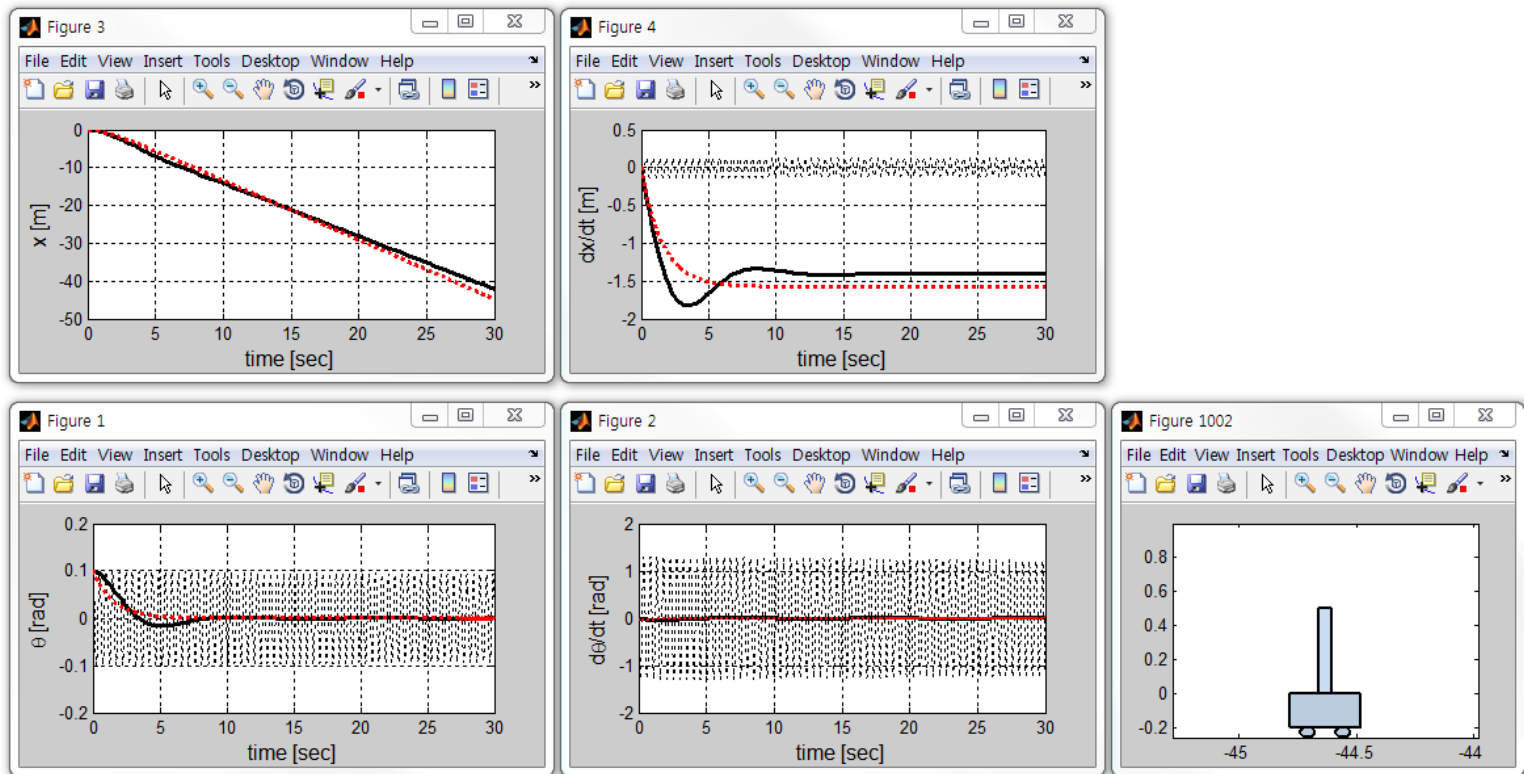 Figure 3
File Edit View Insert Tools Desktop Window Help
0
-10
-20
-30
-40
-50
x [m]
0 5 10 15 20 25 30
time [sec]
Figure 4
File Edit View Insert Tools Desktop Window Help
0.5
0
-0.5
-1
-1.5
-2
dx/dt [m]
0 5 10 15 20 25 30
time [sec]
Figure 1
File Edit View Insert Tools Desktop Window Help
0.2
0.1
0
-0.1
-0.2
θ [rad]
0 5 10 15 20 25 30
time [sec]
Figure 2
File Edit View Insert Tools Desktop Window Help
2
1
0
-1
-2
dθ/dt [rad]
0 5 10 15 20 25 30
time [sec]
Figure 1002
File Edit View Insert Tools Desktop Window Help
0.8
0.6
0.4
0.2
0
-0.2
-45 -44.5 -44